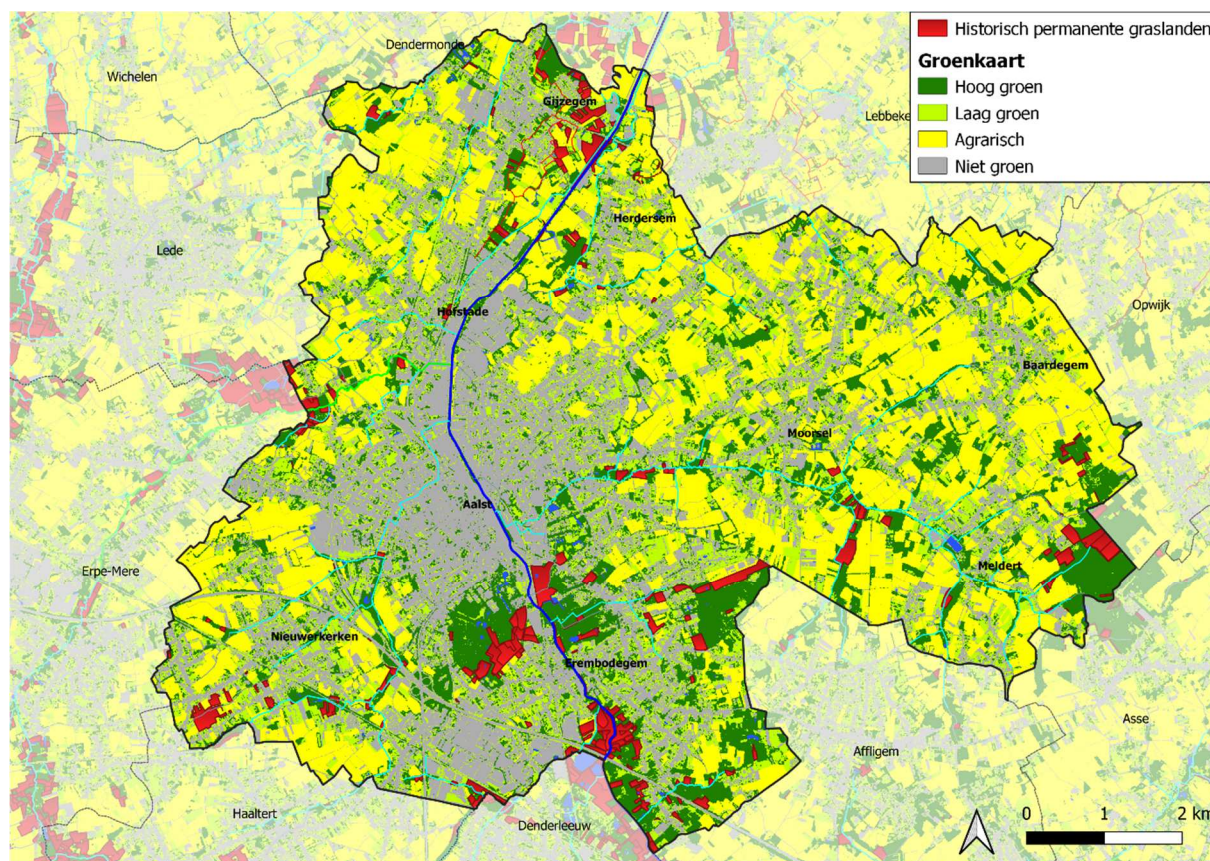 Historisch permanente graslanden
Groenkaart
Hoog groen
Laag groen
Agrarisch
Niet groen
Dendermonde
Wichelen
Gijzegem
Lebbeke
Herdersem
Lede
Opwijk
Hofstade
Baardegem
Moorsel
Aalst
Erpe-Mere
Meldert
Nieuwerkerken
Erembodegem
Asse
Affligem
Haaltert
Denderleeuw
0 1 2 km